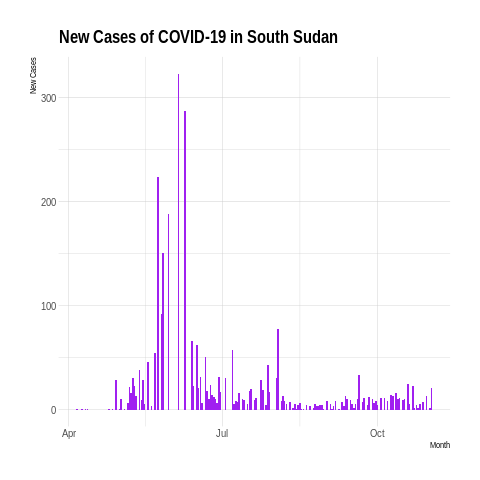 New Cases of COVID-19 in South Sudan
New Cases
300
200
100
0
Apr
Jul
Oct
Month